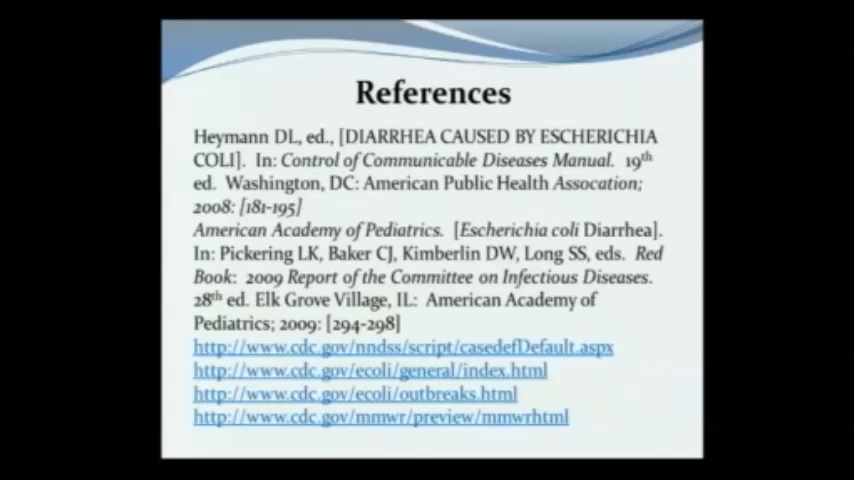 References
Heymann DL, ed., [DIARRHEA CAUSED BY ESCHERICHIA
COLI]. In: Control of Communicable Diseases Manual. 19th
ed. Washington, DC: American Public Health Assocation;
2008: [181-195]
American Academy of Pediatrics. [Escherichia coli Diarrhea].
In: Pickering LK, Baker CJ, Kimberlin DW, Long SS, eds. Red
Book: 2009 Report of the Committee on Infectious Diseases.
28th ed. Elk Grove Village, IL: American Academy of
Pediatrics; 2009: [294-298]
http://www.cdc.gov/nndss/script/casedefDefault.aspx
http://www.cdc.gov/ecoli/general/index.html
http://www.cdc.gov/ecoli/outbreaks.html
http://www.cdc.gov/mmwr/preview/mmwrhtml